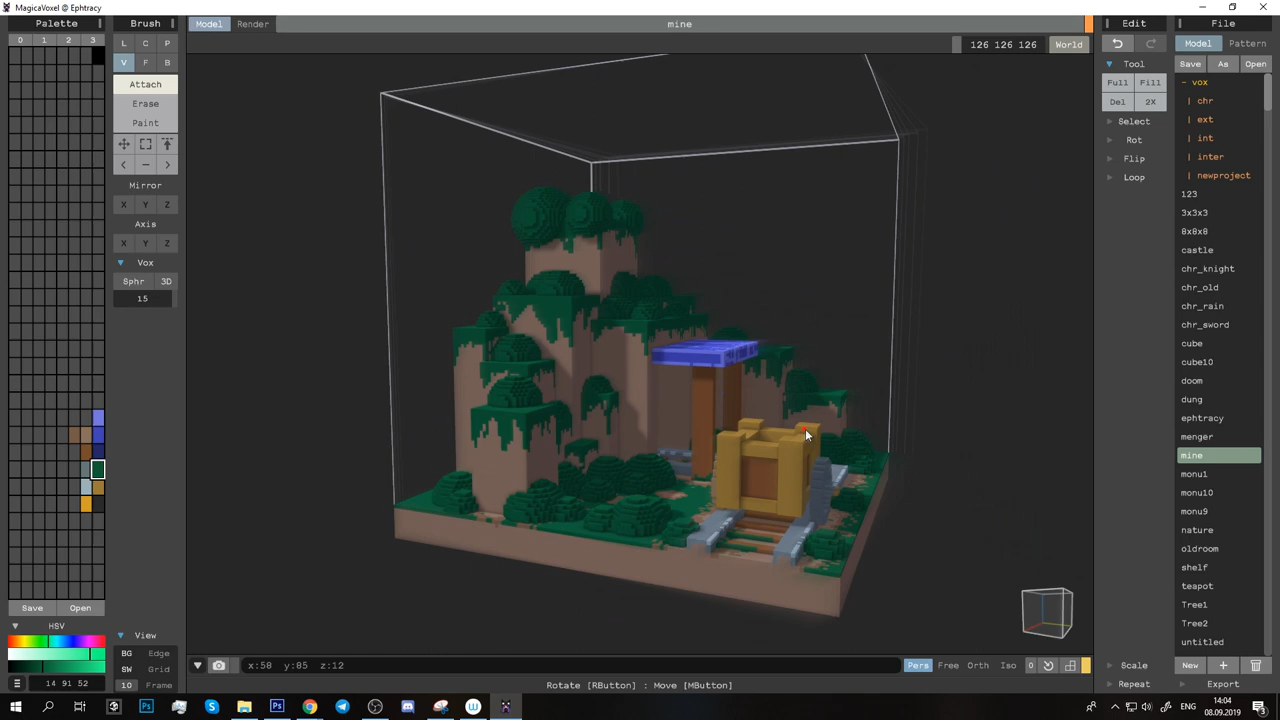 MagicaVoxel @ Ephtracy
Palette
Brush
Model Render
mine
Edit
File
0 1 2 3
L C P
V F B
Attach
Erase
Paint
Mirror
X Y Z
Axis
X Y Z
Vox
Sphr 3D
15
126 126 126 World
Tool
Full Fill
Del 2X
Select
Rot
Flip
Loop
Model Pattern
Save As Open
- vox
| chr
| ext
| int
| inter
| newproject
123
3x3x3
8x8x8
castle
chr_knight
chr_old
chr_rain
chr_sword
cube
cube10
doom
dung
ephtracy
menger
mine
monu1
monu10
monu9
nature
oldroom
shelf
teapot
Tree1
Tree2
untitled
Save Open
HSV
14 91 52
View
BG Edge
SW Grid
10 Frame
x:58 y:85 z:12
Pers Free Orth Iso 0
Rotate [RButton] : Move [MButton]
Scale
Repeat
New +
Export
ENG
14:04
08.09.2019
3